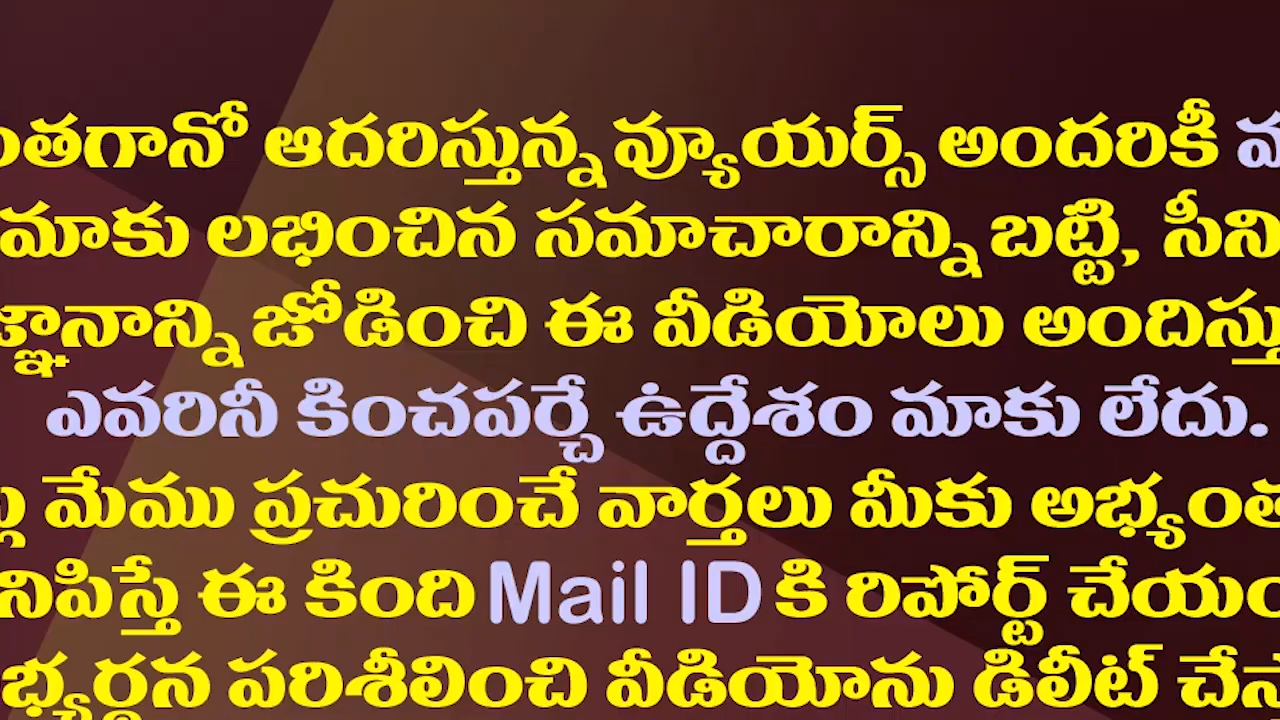 ంతగానో ఆదరిస్తున్న వ్యూయర్స్ అందరికీ
మాకు లభించిన సమాచారాన్ని బట్టి, సీని
జ్ఞానాన్ని జోడించి ఈ వీడియోలు అందిస్తు
ఎవరినీ కించపర్చే ఉద్దేశం మాకు లేదు.
మేము ప్రచురించే వార్తలు మీకు అభ్యంత
నిపిస్తే ఈ కింది Mail ID కి రిపోర్ట్ చేయం
భ్యర్థన పరిశీలించి వీడియోను డిలీట్ చేస